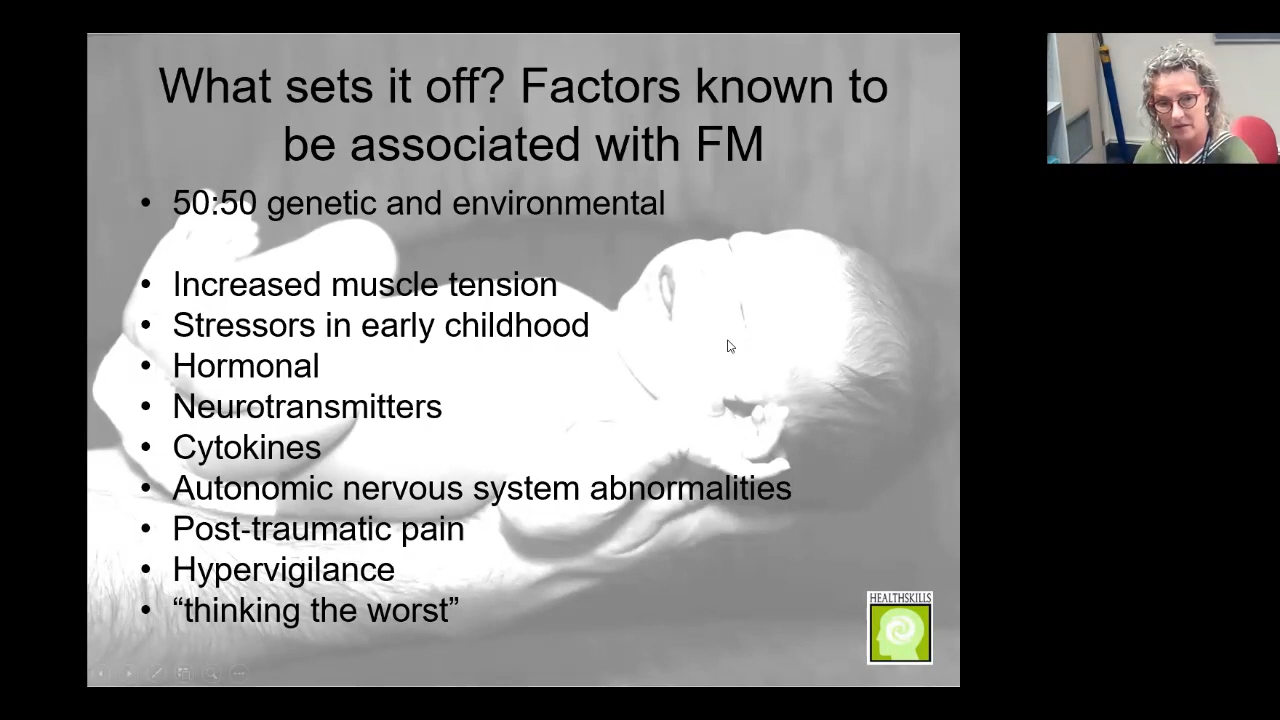 What sets it off? Factors known to
be associated with FM
• 50:50 genetic and environmental
• Increased muscle tension
• Stressors in early childhood
• Hormonal
• Neurotransmitters
• Cytokines
• Autonomic nervous system abnormalities
• Post-traumatic pain
• Hypervigilance
• “thinking the worst”
HEALTHSKILLS